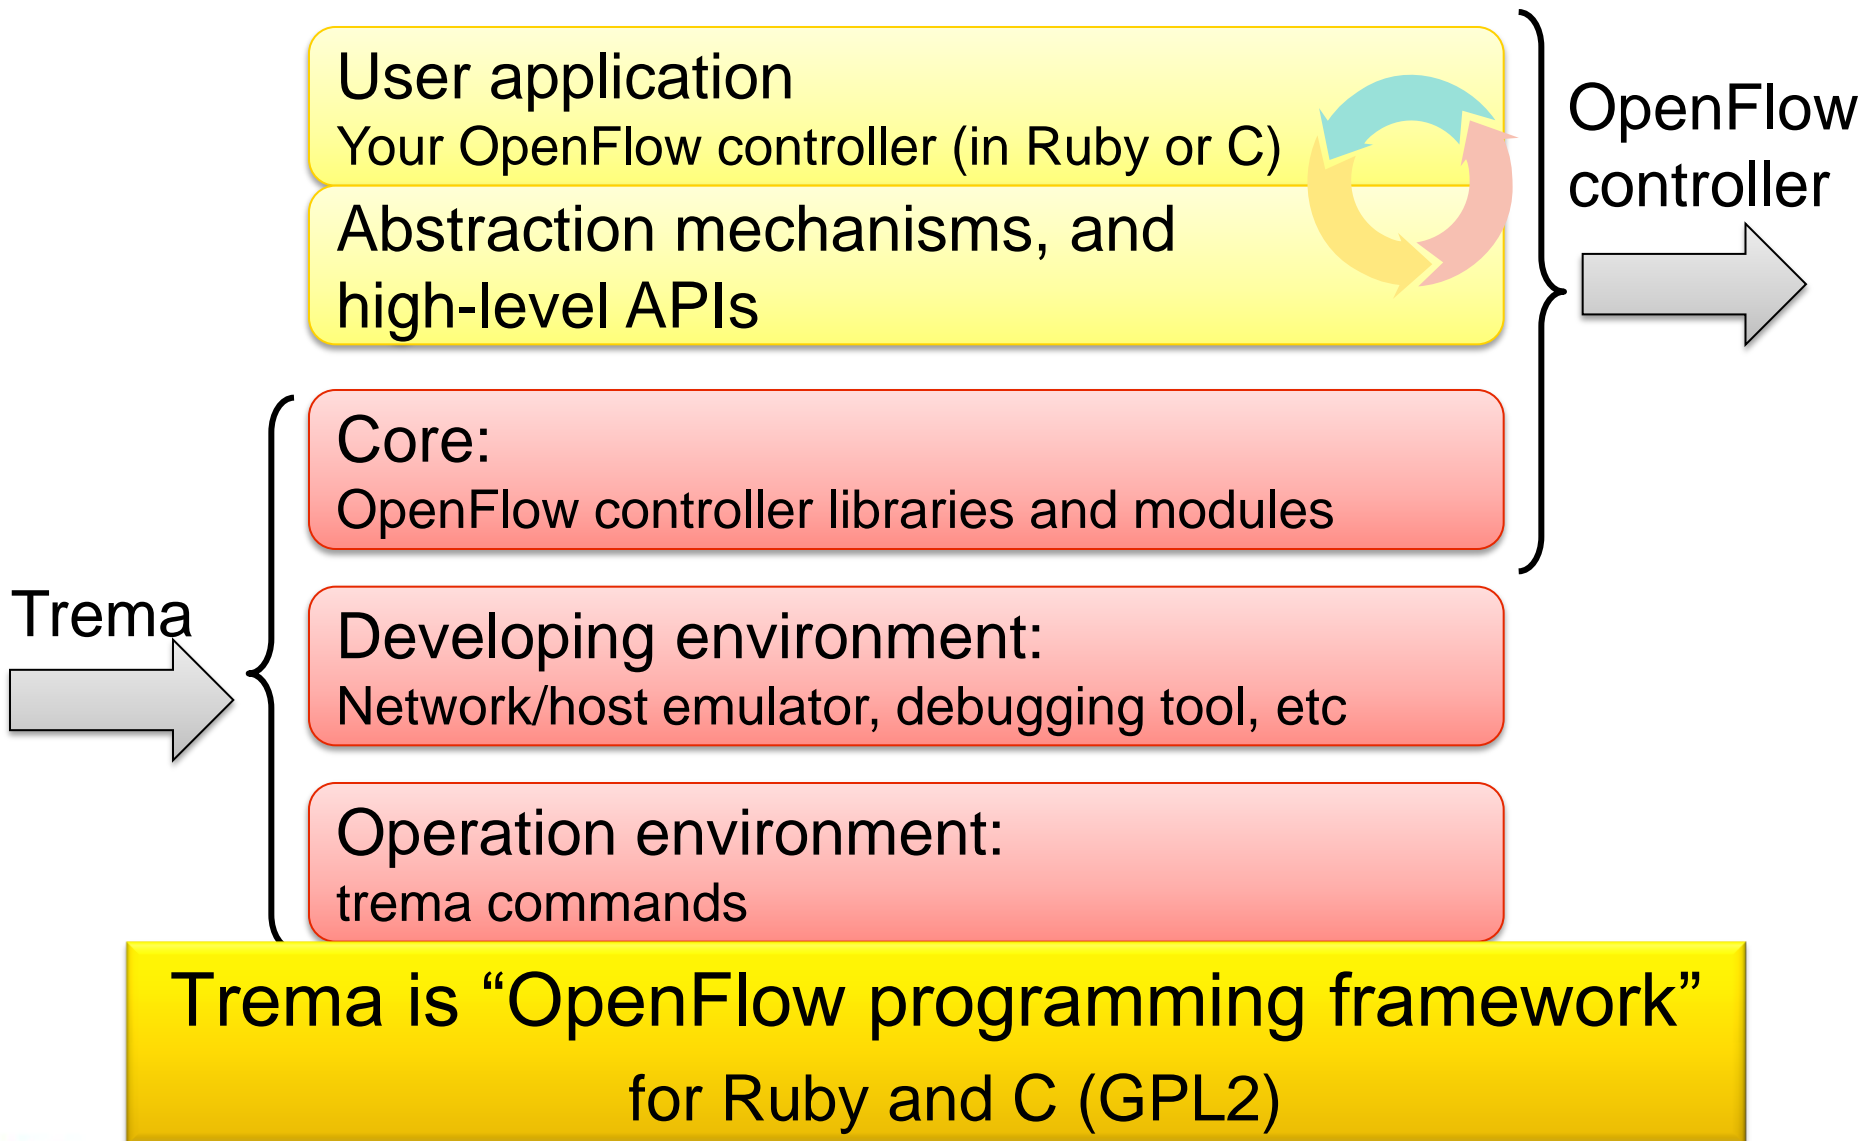 User application
Your OpenFlow controller (in Ruby or C)
OpenFlow
controller
Abstraction mechanisms, and
high-level APIs
Core:
OpenFlow controller libraries and modules
Trema
Developing environment:
Network/host emulator, debugging tool, etc
Operation environment:
trema commands
Trema is “OpenFlow programming framework”
for Ruby and C (GPL2)